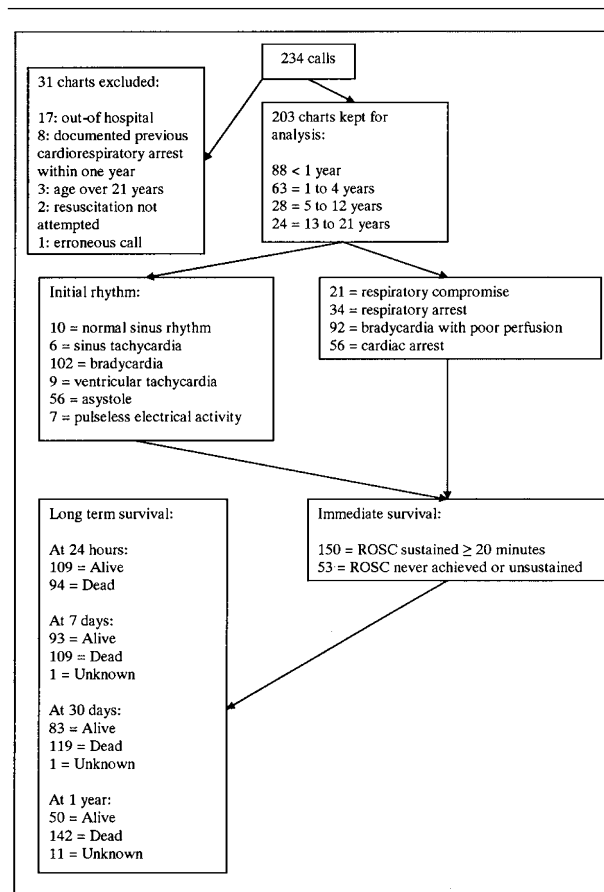 234 calls
31 charts excluded:
17: out-of hospital
8: documented previous
cardiorespiratory arrest
within one year
3: age over 21 years
2: resuscitation not
attempted
1: erroneous call
203 charts kept for
analysis:
88 < 1 year
63 = 1 to 4 years
28 = 5 to 12 years
24 = 13 to 21 years
Initial rhythm:
10 = normal sinus rhythm
6 = sinus tachycardia
102 = bradycardia
9 = ventricular tachycardia
56 = asystole
7 = pulseless electrical activity
21 = respiratory compromise
34 = respiratory arrest
92 = bradycardia with poor perfusion
56 = cardiac arrest
Long term survival:
At 24 hours:
109 = Alive
94 = Dead
At 7 days:
93 = Alive
109 = Dead
1 = Unknown
At 30 days:
83 = Alive
119 = Dead
1 = Unknown
At 1 year:
50 = Alive
142 = Dead
11 = Unknown
Immediate survival:
150 = ROSC sustained ≥ 20 minutes
53 = ROSC never achieved or unsustained